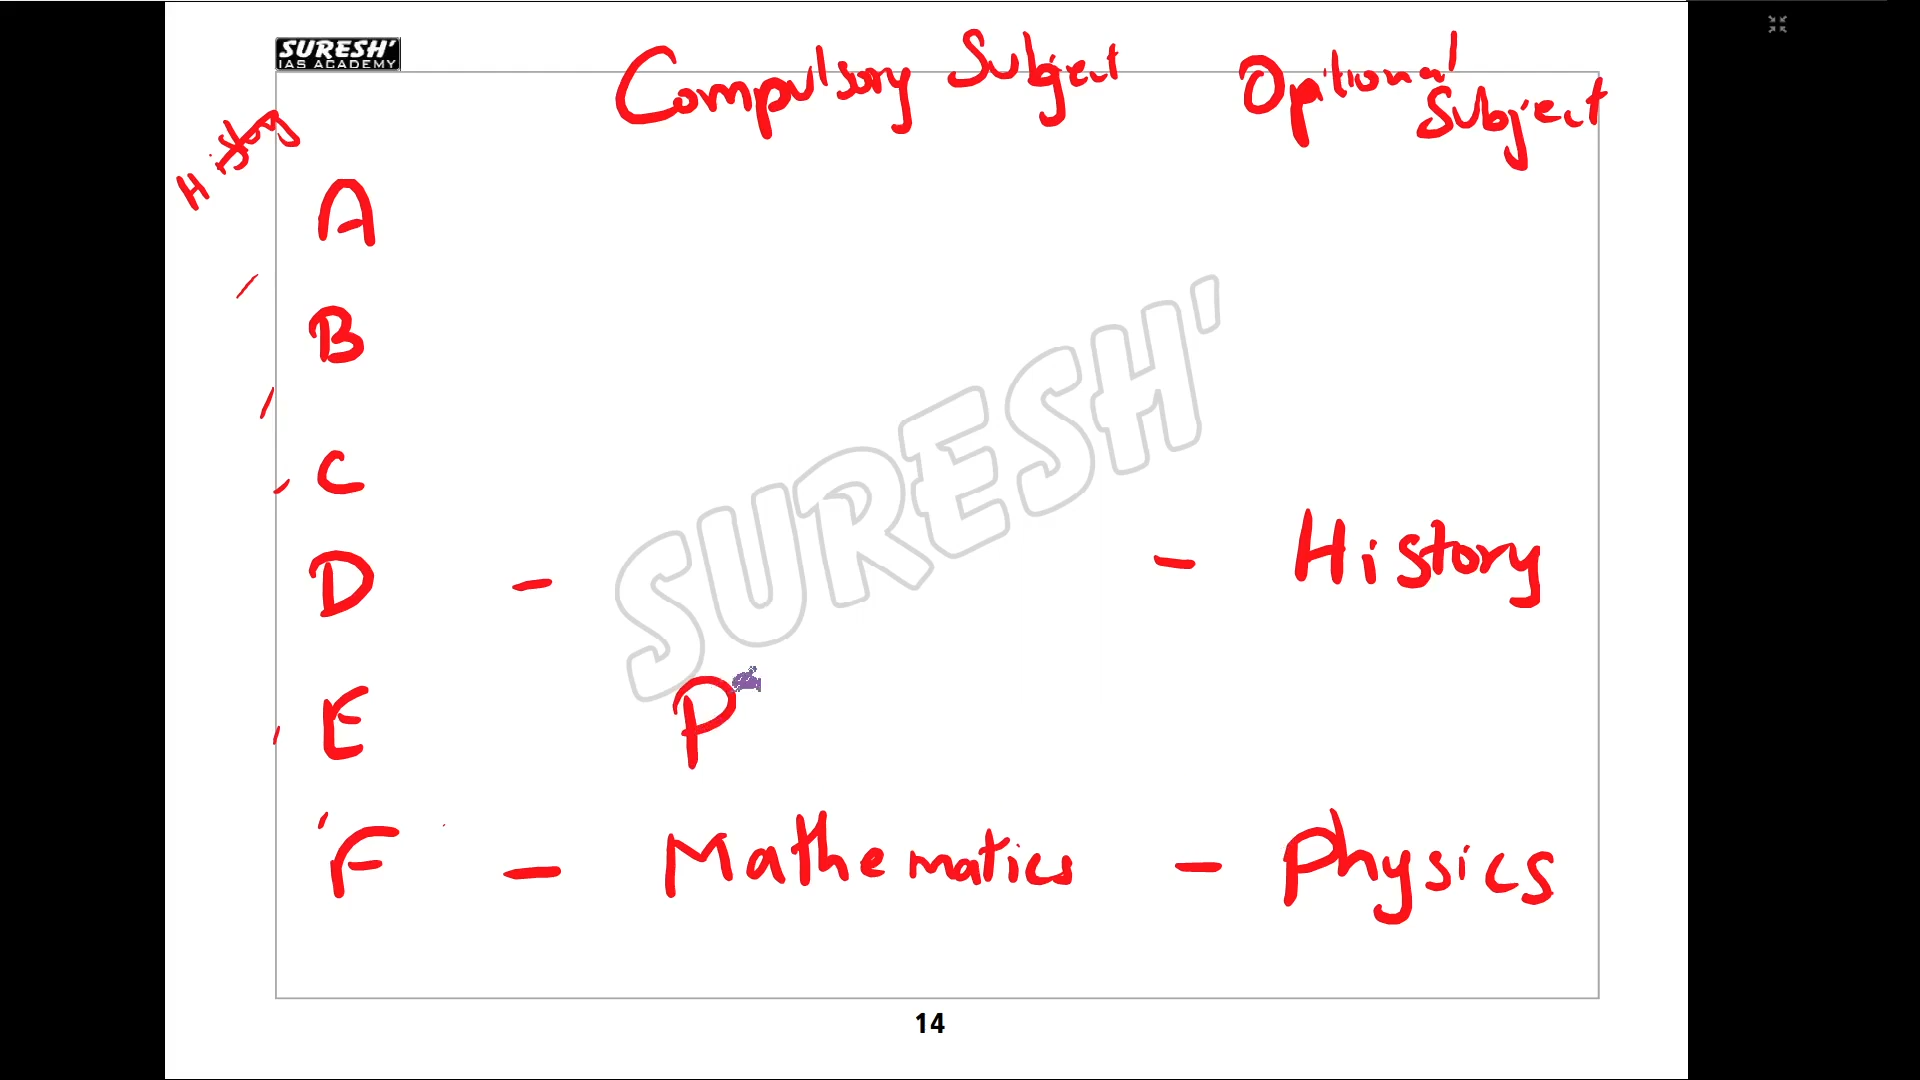 SURESH'
IAS ACADEMY
Compulsory Subject Optional Subject
History
A
B
C
D - - History
E P
F - Mathematics - Physics
SURESH'
14